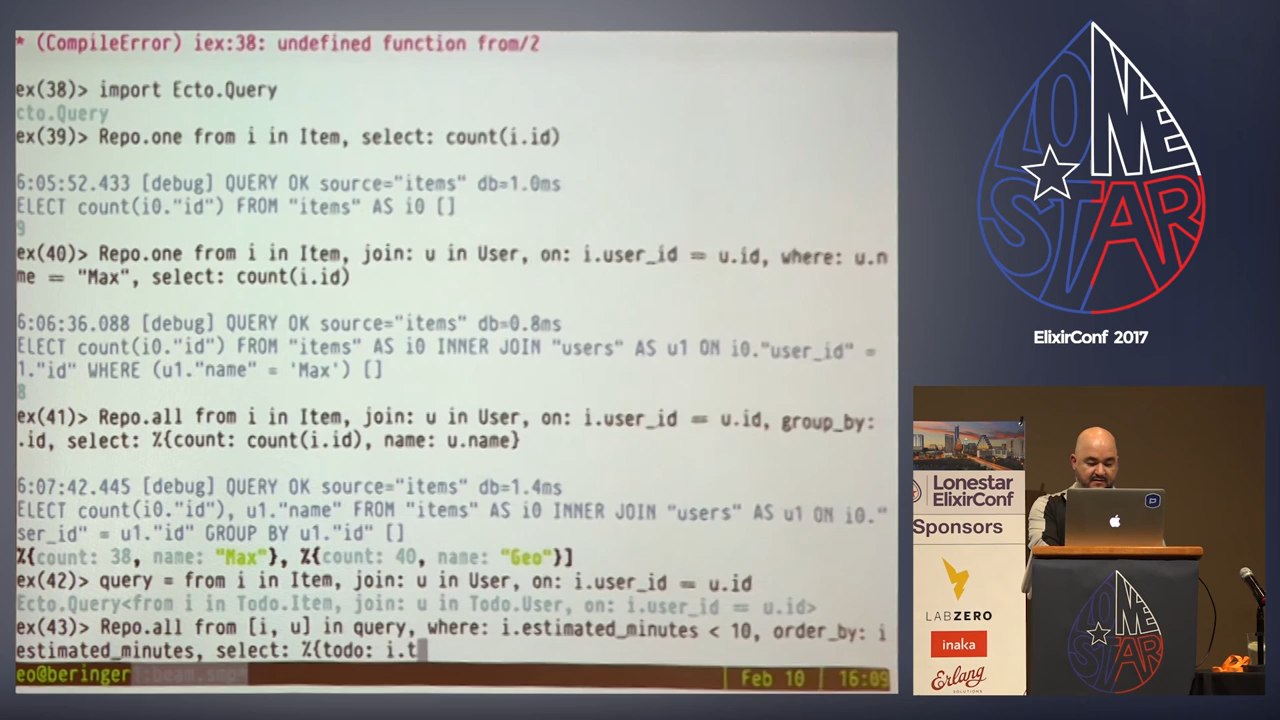 * (CompileError) iex:38: undefined function from/2
ex(38)> import Ecto.Query
cto.Query
ex(39)> Repo.one from i in Item, select: count(i.id)
6:05:52.433 [debug] QUERY OK source="items" db=1.0ms
ELECT count(i0."id") FROM "items" AS i0 []
9
ex(40)> Repo.one from i in Item, join: u in User, on: i.user_id == u.id, where: u.n
me == "Max", select: count(i.id)
6:06:36.088 [debug] QUERY OK source="items" db=0.8ms
ELECT count(i0."id") FROM "items" AS i0 INNER JOIN "users" AS u1 ON i0."user_id" =
1."id" WHERE (u1."name" = 'Max') []
8
ex(41)> Repo.all from i in Item, join: u in User, on: i.user_id == u.id, group_by:
.id, select: %{count: count(i.id), name: u.name}
6:07:42.445 [debug] QUERY OK source="items" db=1.4ms
ELECT count(i0."id"), u1."name" FROM "items" AS i0 INNER JOIN "users" AS u1 ON i0."
ser_id" = u1."id" GROUP BY u1."id" []
%{count: 38, name: "Max"}, %{count: 40, name: "Geo"}]
ex(42)> query = from i in Item, join: u in User, on: i.user_id == u.id
Ecto.Query<from i in Todo.Item, join: u in Todo.User, on: i.user_id == u.id>
ex(43)> Repo.all from [i, u] in query, where: i.estimated_minutes < 10, order_by: i
estimated_minutes, select: %{todo: i.t
eo@beringer 1:beam.smp* Feb 10 16:09
LONE
STAR
ElixirConf 2017
Lonestar
ElixirConf
Sponsors
LABZERO
inaka
Erlang
SOLUTIONS
LONE
STAR